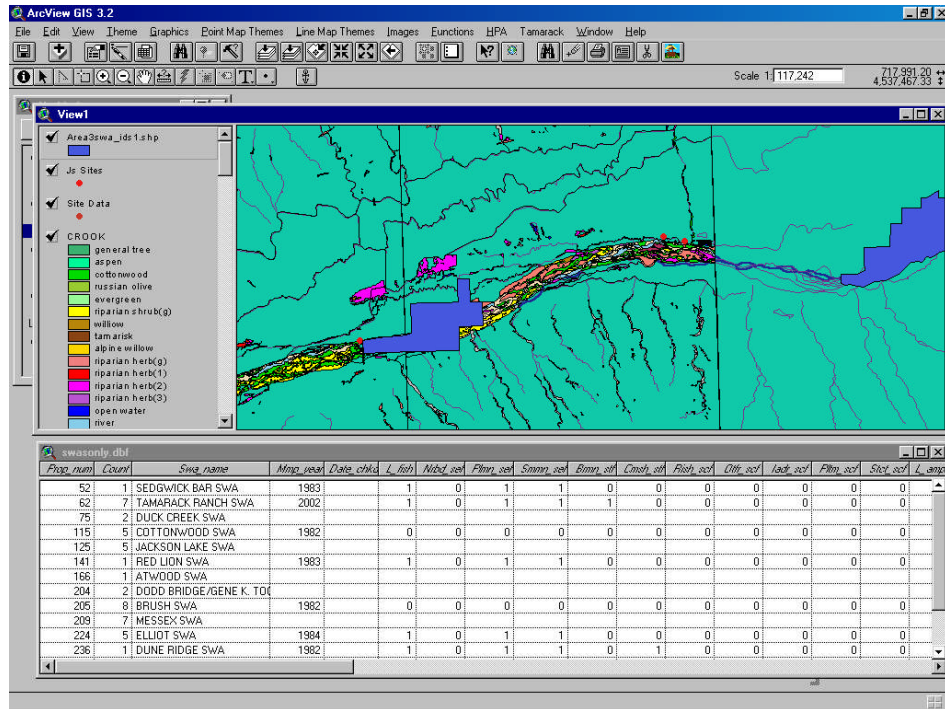 ArcView GIS 3.2
File Edit View Theme Graphics Point Map Themes Line Map Themes Images Functions HPA Tamarack Window Help
Scale 1: 117,242
717,991.20
4,537,467.33
View1
Area3swa_ids1.shp
Js Sites
Site Data
CROOK
general tree
aspen
cottonwood
russian olive
evergreen
riparian shrub(g)
williow
tamarisk
alpine willow
riparian herb(g)
riparian herb(1)
riparian herb(2)
riparian herb(3)
open water
river
swasonly.dbf
Prop_num Count Swa_name Mmp_year Date_chkd L_fish Nrbd_sel Plmn_sel Smmn_sel Bmn_stf Cmsh_stf Rish_scf Offr_scf Iadr_scf Pltm_scf Stct_scf L_amp
52 1 SEDGWICK BAR SWA 1983 1 0 1 1 0 0 0 0 0 0 0
62 7 TAMARACK RANCH SWA 2002 1 0 1 1 1 0 0 0 0 0 0
75 2 DUCK CREEK SWA
115 5 COTTONWOOD SWA 1982 0 0 0 0 0 0 0 0 0 0 0
125 5 JACKSON LAKE SWA
141 1 RED LION SWA 1983 1 0 1 1 0 0 0 0 0 0 0
166 1 ATWOOD SWA
204 2 DODD BRIDGE/GENE K. TO
205 8 BRUSH SWA 1982 0 0 0 0 0 0 0 0 0 0 0
209 7 MESSEX SWA
224 5 ELLIOT SWA 1984 1 0 1 1 0 0 0 0 0 0 0
236 1 DUNE RIDGE SWA 1982 1 0 1 1 0 1 0 0 0 0 0